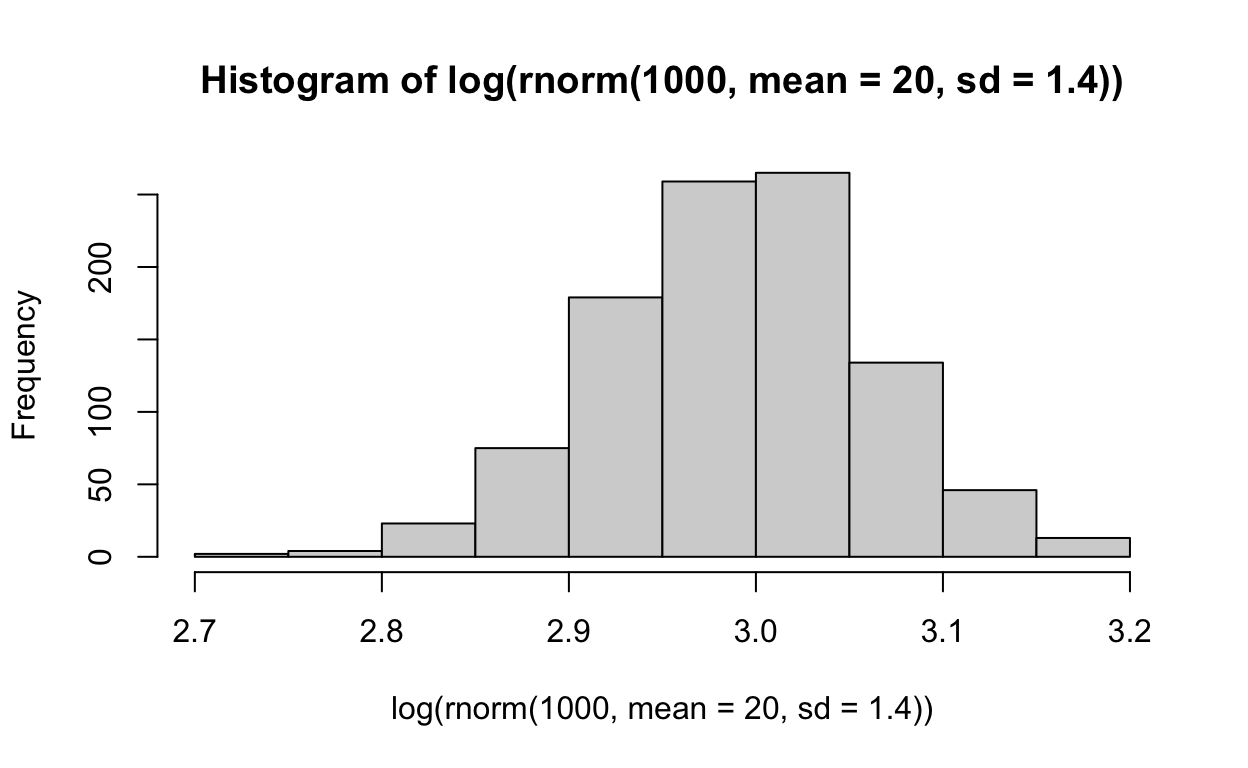 Histogram of log(rnorm(1000, mean = 20, sd = 1.4))
Frequency
200
100
50
0
2.7 2.8 2.9 3.0 3.1 3.2
log(rnorm(1000, mean = 20, sd = 1.4))